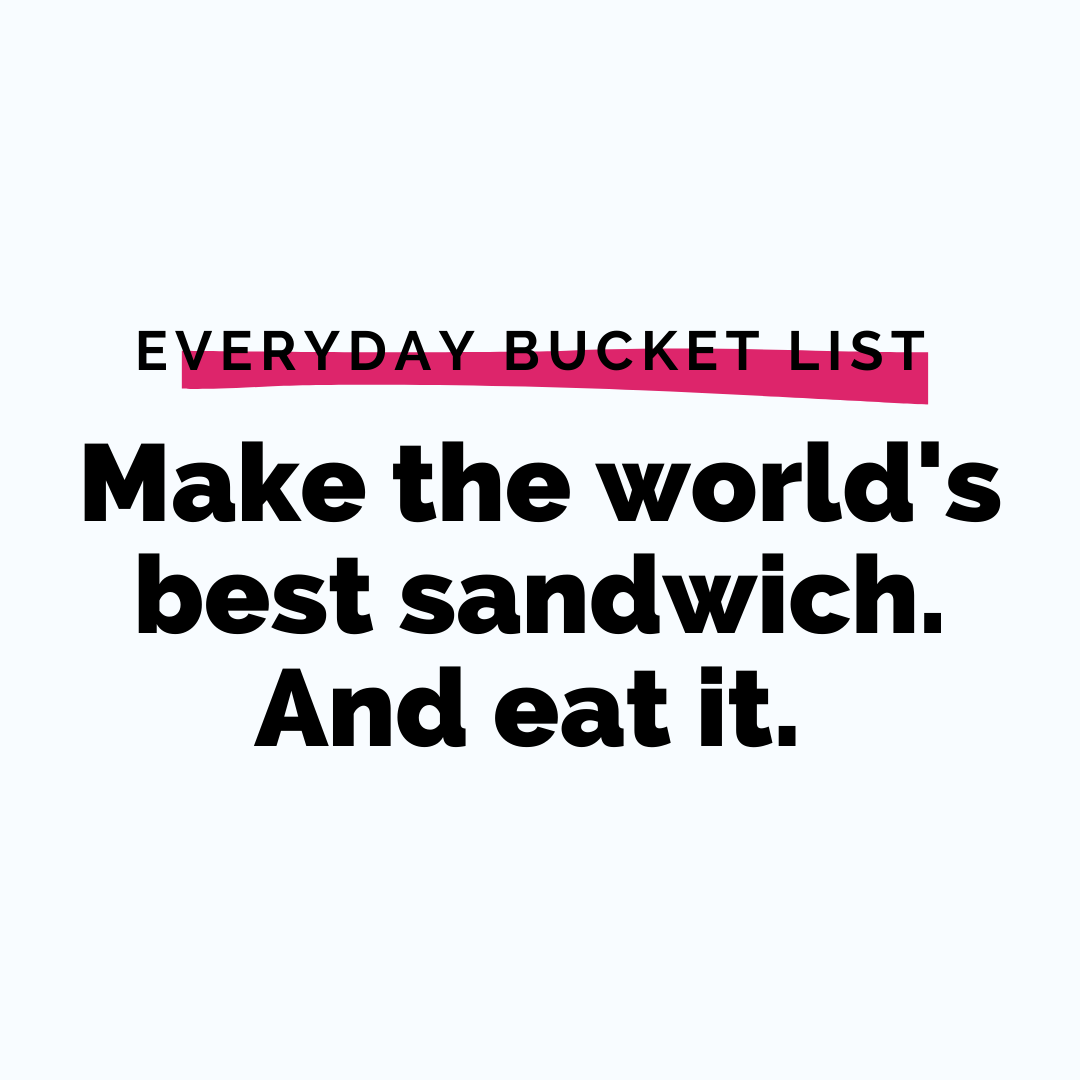 EVERYDAY BUCKET LIST
Make the world's
best sandwich.
And eat it.